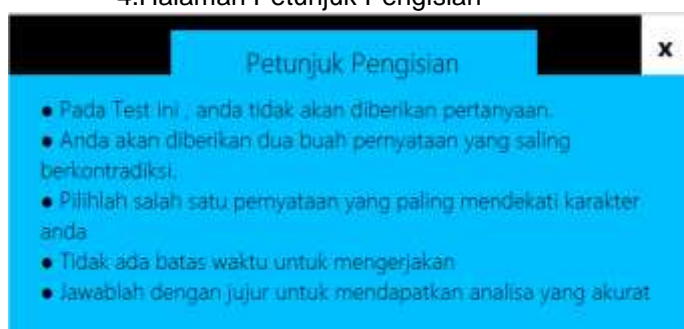 4.Halaman Petunjuk Pengisian
Petunjuk Pengisian
x
● Pada Test ini , anda tidak akan diberikan pertanyaan.
● Anda akan diberikan dua buah pernyataan yang saling
berkontradiksi.
● Pilihlah salah satu pernyataan yang paling mendekati karakter
anda
● Tidak ada batas waktu untuk mengerjakan
● Jawablah dengan jujur untuk mendapatkan analisa yang akurat